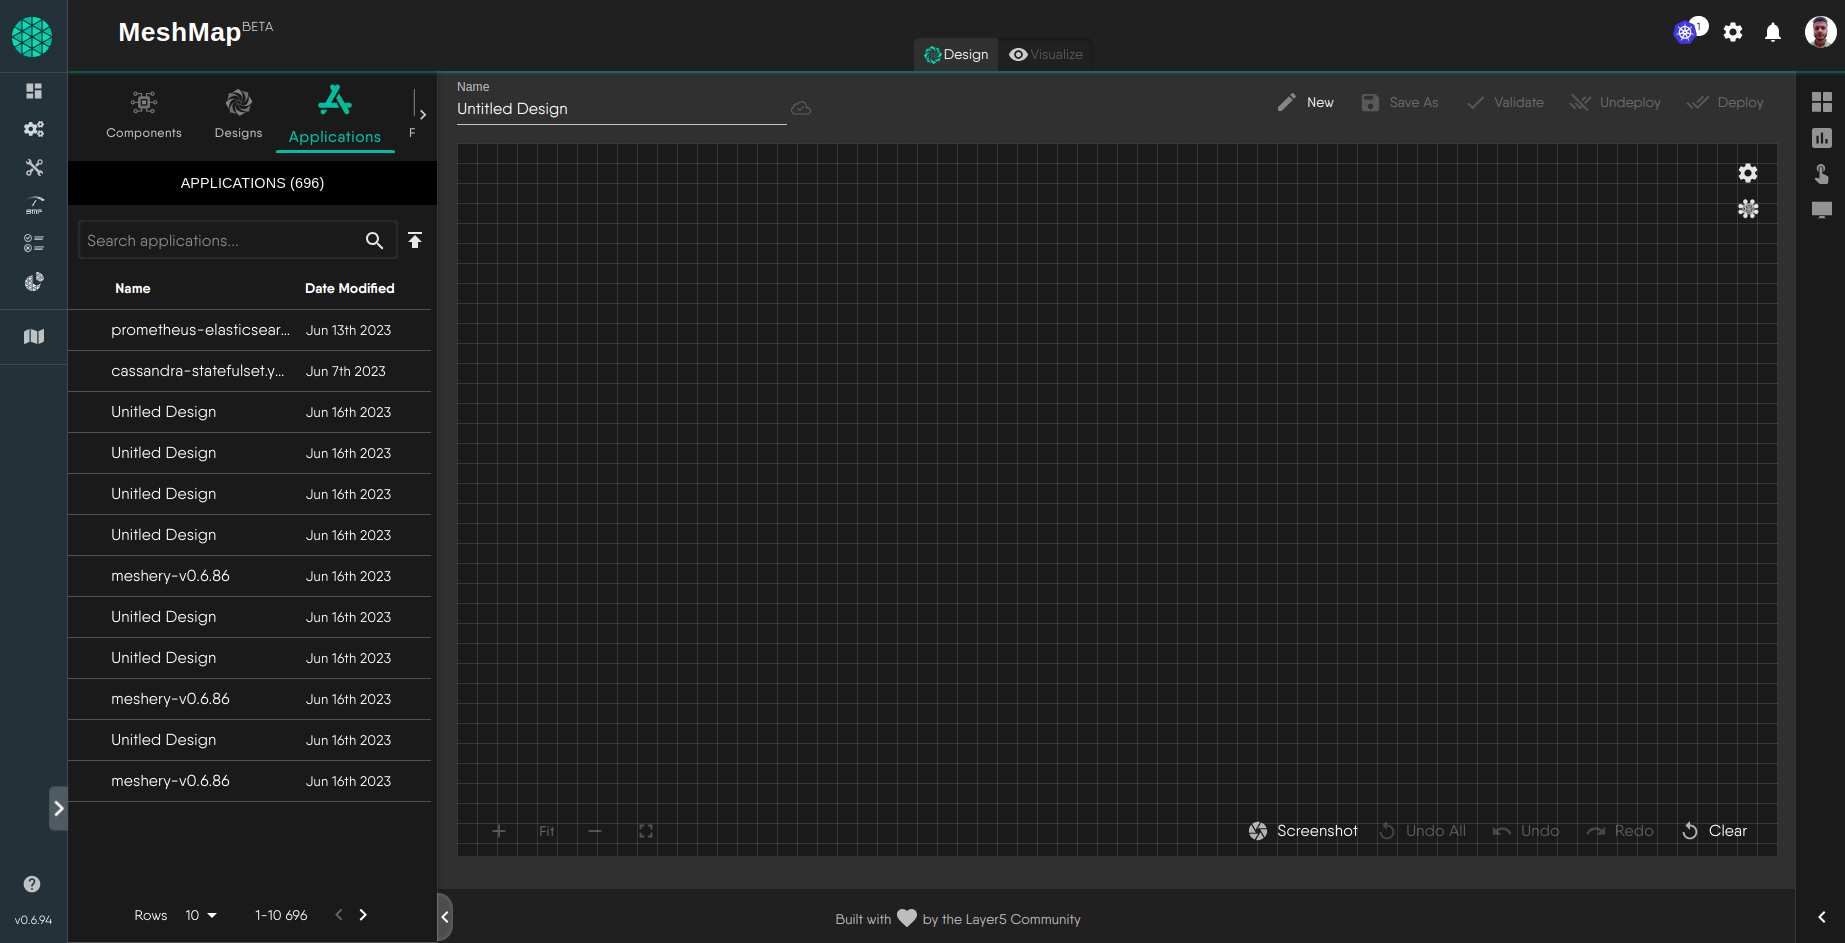 MeshMap BETA
1
Design
Visualize
Components
Designs
Applications
F
APPLICATIONS (696)
Search applications...
Name Date Modified
prometheus-elasticsear... Jun 13th 2023
cassandra-statefulset.y... Jun 7th 2023
Unitled Design Jun 16th 2023
Unitled Design Jun 16th 2023
Unitled Design Jun 16th 2023
Unitled Design Jun 16th 2023
meshery-v0.6.86 Jun 16th 2023
Unitled Design Jun 16th 2023
Unitled Design Jun 16th 2023
meshery-v0.6.86 Jun 16th 2023
Unitled Design Jun 16th 2023
meshery-v0.6.86 Jun 16th 2023
Rows 10 1-10 696
v0.6.94
SMP
Name
Untitled Design
New Save As Validate Undeploy Deploy
Fit
Screenshot Undo All Undo Redo Clear
Built with by the Layer5 Community